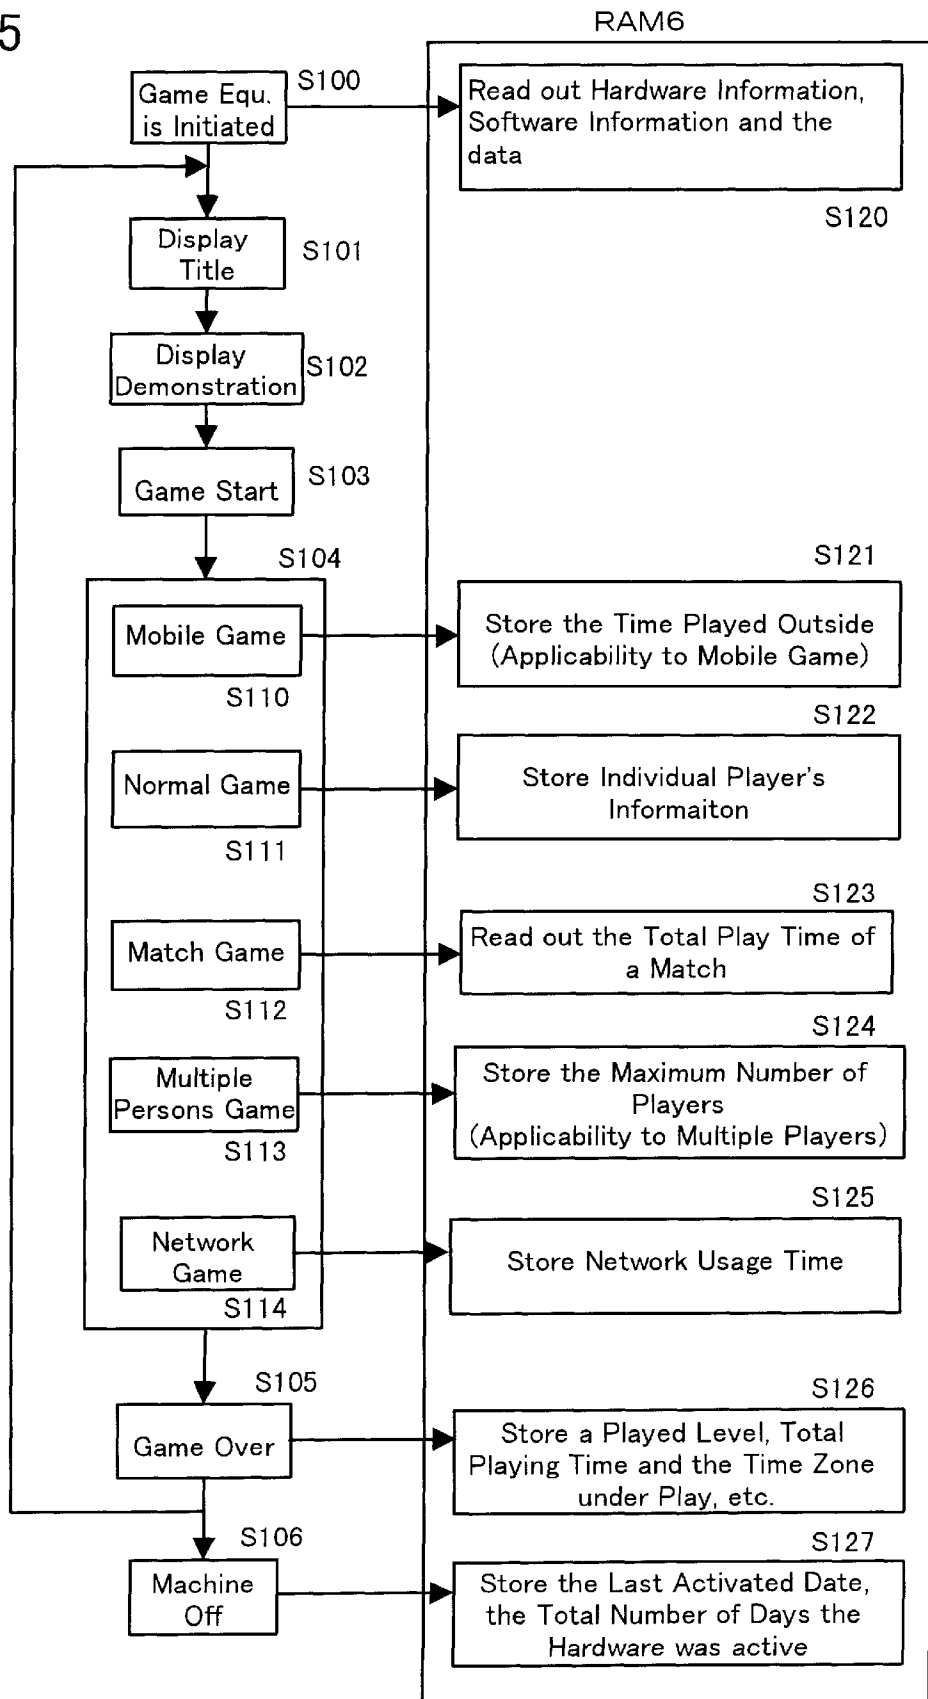 5
RAM6
Game Equ.
is Initiated
S100
Read out Hardware Information,
Software Information and the
data
S120
Display
Title
S101
Display
Demonstration
S102
Game Start
S103
S104
Mobile Game
S110
S121
Store the Time Played Outside
(Applicability to Mobile Game)
Normal Game
S111
S122
Store Individual Player's
Informaiton
Match Game
S112
S123
Read out the Total Play Time of
a Match
Multiple
Persons Game
S113
S124
Store the Maximum Number of
Players
(Applicability to Multiple Players)
Network
Game
S114
S125
Store Network Usage Time
S105
Game Over
S126
Store a Played Level, Total
Playing Time and the Time Zone
under Play, etc.
S106
Machine
Off
S127
Store the Last Activated Date,
the Total Number of Days the
Hardware was active